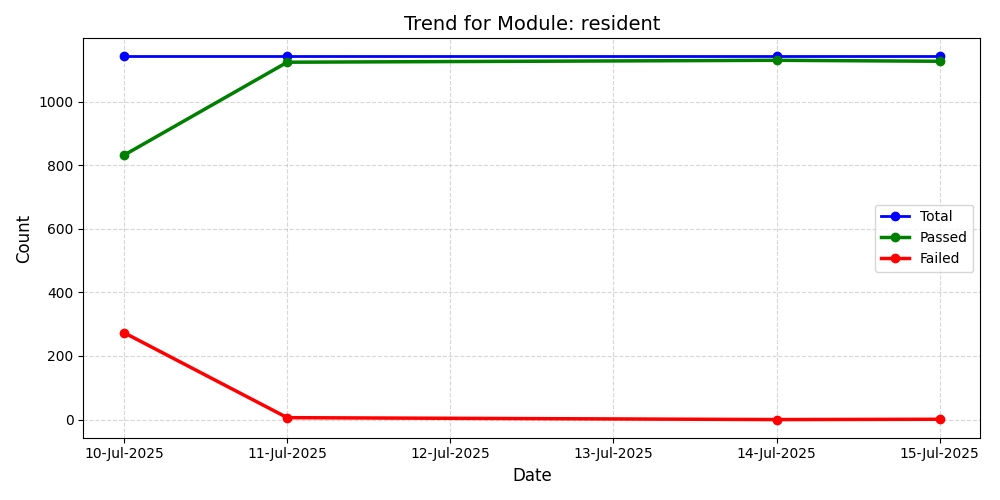 Trend for Module: resident
Count
1000
800
600
400
200
0
Total
Passed
Failed
10-Jul-2025 11-Jul-2025 12-Jul-2025 13-Jul-2025 14-Jul-2025 15-Jul-2025
Date